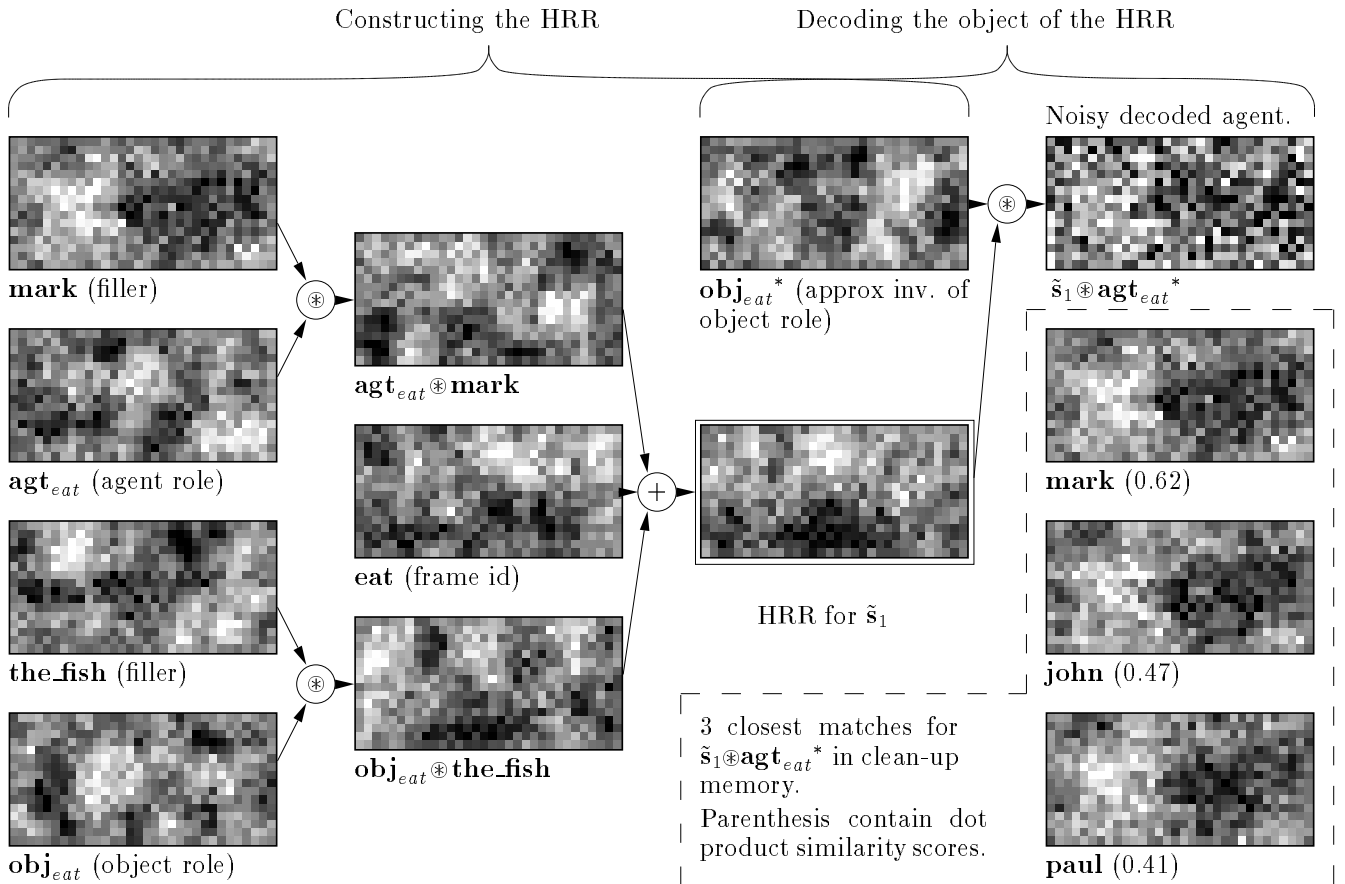 Constructing the HRR
Decoding the object of the HRR
mark (filler)
agt_eat (agent role)
the_fish (filler)
obj_eat (object role)
⊛
⊛
agt_eat⊛mark
eat (frame id)
obj_eat⊛the_fish
+
obj_eat* (approx inv. of
object role)
HRR for s̃₁
⊛
Noisy decoded agent.
s̃₁⊛agt_eat*
3 closest matches for
s̃₁⊛agt_eat* in clean-up
memory.
Parenthesis contain dot
product similarity scores.
mark (0.62)
john (0.47)
paul (0.41)